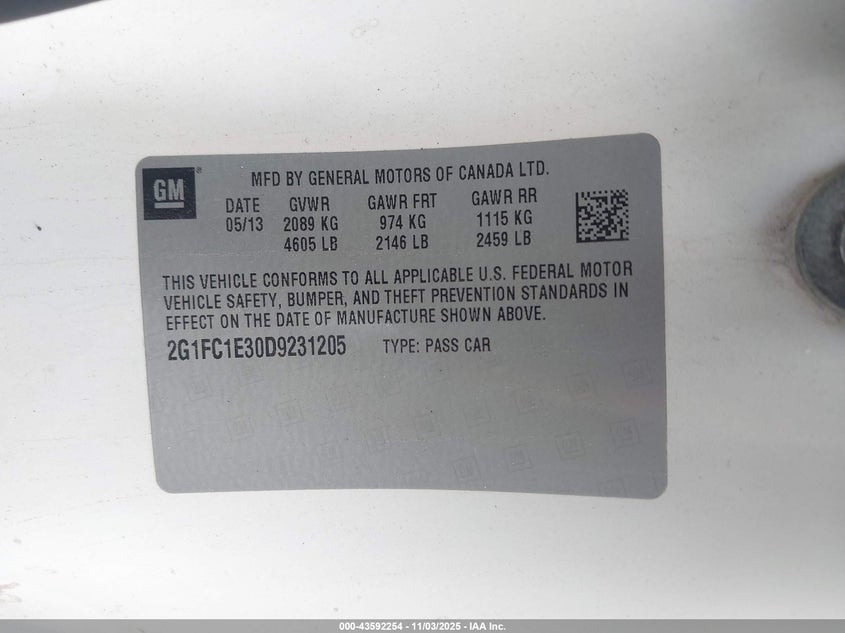 GM®
MFD BY GENERAL MOTORS OF CANADA LTD.
DATE GVWR GAWR FRT GAWR RR
05/13 2089 KG 974 KG 1115 KG
4605 LB 2146 LB 2459 LB
THIS VEHICLE CONFORMS TO ALL APPLICABLE U.S. FEDERAL MOTOR
VEHICLE SAFETY, BUMPER, AND THEFT PREVENTION STANDARDS IN
EFFECT ON THE DATE OF MANUFACTURE SHOWN ABOVE.
2G1FC1E30D9231205 TYPE: PASS CAR
000-43592254 - 11/03/2025 - IAA Inc.